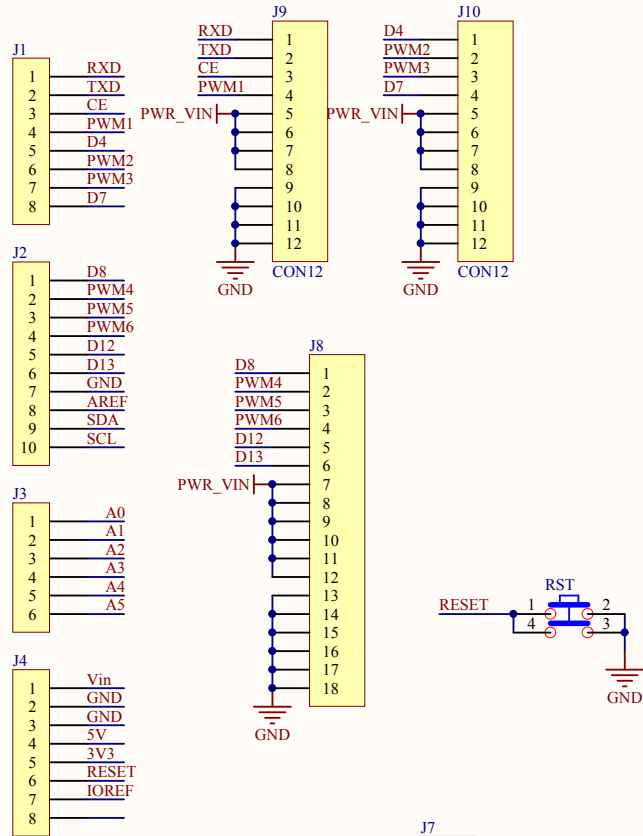 J1
1 RXD
2 TXD
3 CE
4 PWM1
5 D4
6 PWM2
7 PWM3
8 D7
J9
RXD 1
TXD 2
CE 3
PWM1 4
PWR_VIN 5
6
7
8
9
10
11
12
GND
CON12
J10
D4 1
PWM2 2
PWM3 3
D7 4
PWR_VIN 5
6
7
8
9
10
11
12
GND
CON12
J2
1 D8
2 PWM4
3 PWM5
4 PWM6
5 D12
6 D13
7 GND
8 AREF
9 SDA
10 SCL
J8
D8 1
PWM4 2
PWM5 3
PWM6 4
D12 5
D13 6
PWR_VIN 7
8
9
10
11
12
13
14
15
16
17
18
GND
J3
1 A0
2 A1
3 A2
4 A3
5 A4
6 A5
RST
RESET 1 2
4 3
GND
J4
1 Vin
2 GND
3 GND
4 5V
5 3V3
6 RESET
7 IOREF
8
J7